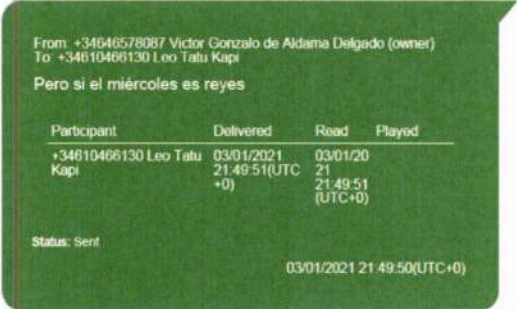 From: +34646578087 Victor Gonzalo de Aldama Delgado (owner)
To: +34610466130 Leo Tatu Kapi
Pero si el miércoles es reyes
Participant Delivered Read Played
+34610466130 Leo Tatu Kapi 03/01/2021 21:49:51(UTC+0) 03/01/2021 21:49:51(UTC+0)
Status: Sent
03/01/2021 21:49:50(UTC+0)